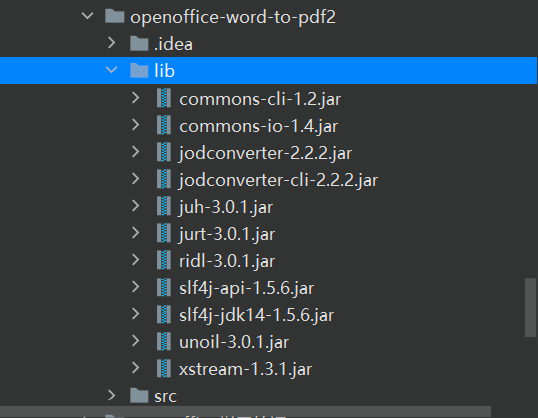 openoffice-word-to-pdf2
.idea
lib
commons-cli-1.2.jar
commons-io-1.4.jar
jodconverter-2.2.2.jar
jodconverter-cli-2.2.2.jar
juh-3.0.1.jar
jurt-3.0.1.jar
ridl-3.0.1.jar
slf4j-api-1.5.6.jar
slf4j-jdk14-1.5.6.jar
unoil-3.0.1.jar
xstream-1.3.1.jar
src